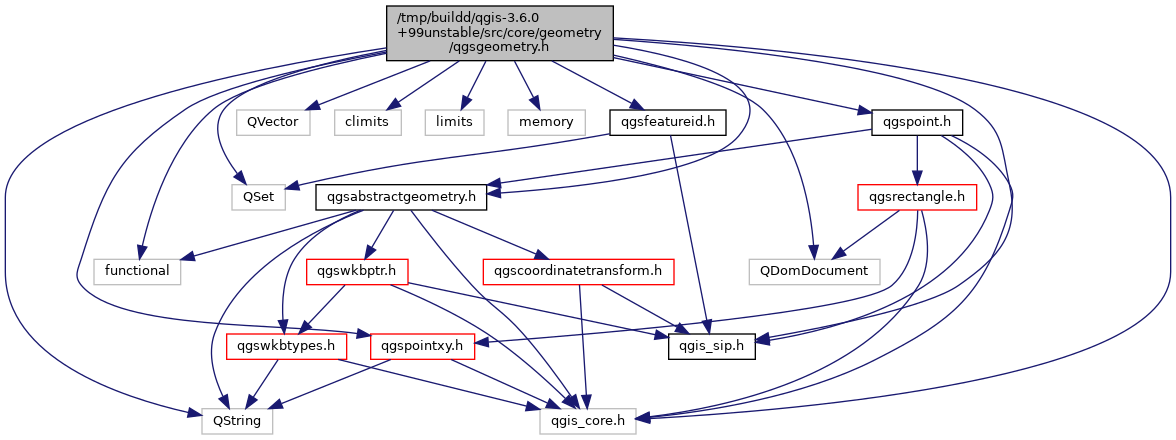 /tmp/buildd/qgis-3.6.0
+99unstable/src/core/geometry
/qgsgeometry.h
QVector
climits
limits
memory
qgsfeatureid.h
qgspoint.h
QSet
qgsabstractgeometry.h
qgsrectangle.h
functional
qgswkbptr.h
qgscoordinatetransform.h
QDomDocument
qgswkbtypes.h
qgspointxy.h
qgis_sip.h
QString
qgis_core.h